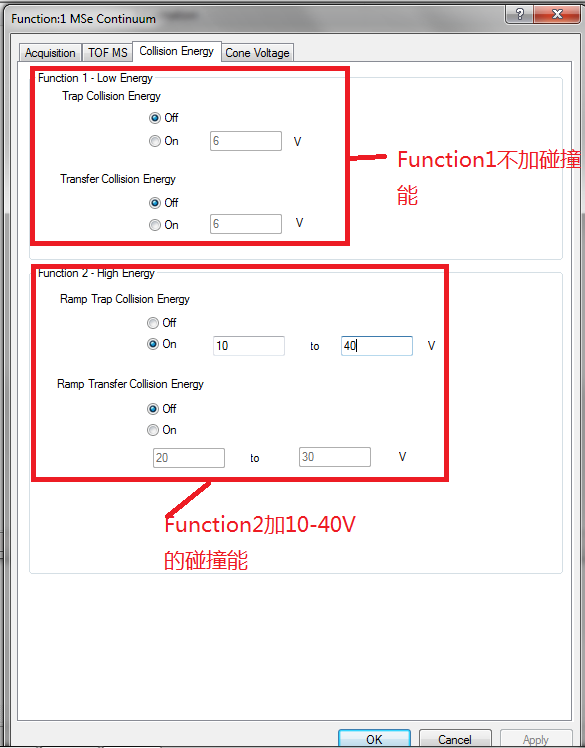 Function:1 MSe Continuum
?
Acquisition TOF MS Collision Energy Cone Voltage
Function 1 - Low Energy
Trap Collision Energy
Off
On 6 V
Transfer Collision Energy
Off
On 6 V
Function1不加碰撞
能
Function 2 - High Energy
Ramp Trap Collision Energy
Off
On 10 to 40 V
Ramp Transfer Collision Energy
Off
On
20 to 30 V
Function2加10-40V
的碰撞能
OK Cancel Apply